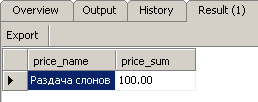 Overview Output History Result (1)
Export
price_name price_sum
Раздача слонов 100.00